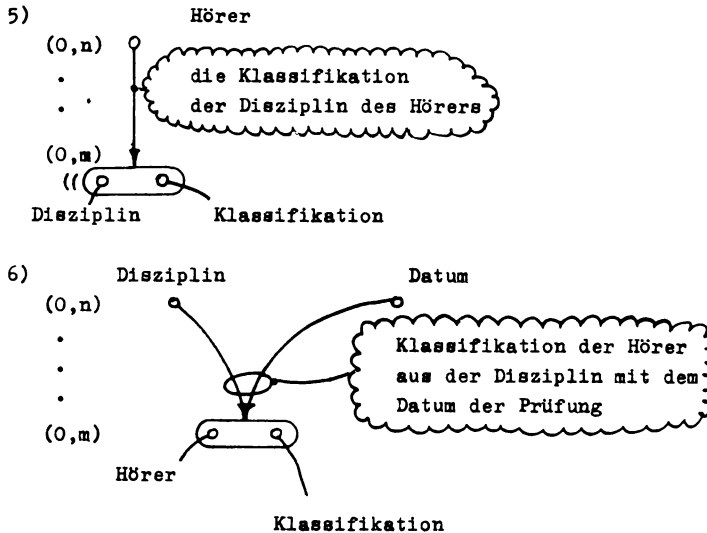 5) Hörer
(0,n)
die Klassifikation
der Disziplin des Hörers
(0,m)
((
Disziplin Klassifikation
6) Disziplin Datum
(0,n)
Klassifikation der Hörer
aus der Disziplin mit dem
Datum der Prüfung
(0,m)
Hörer
Klassifikation